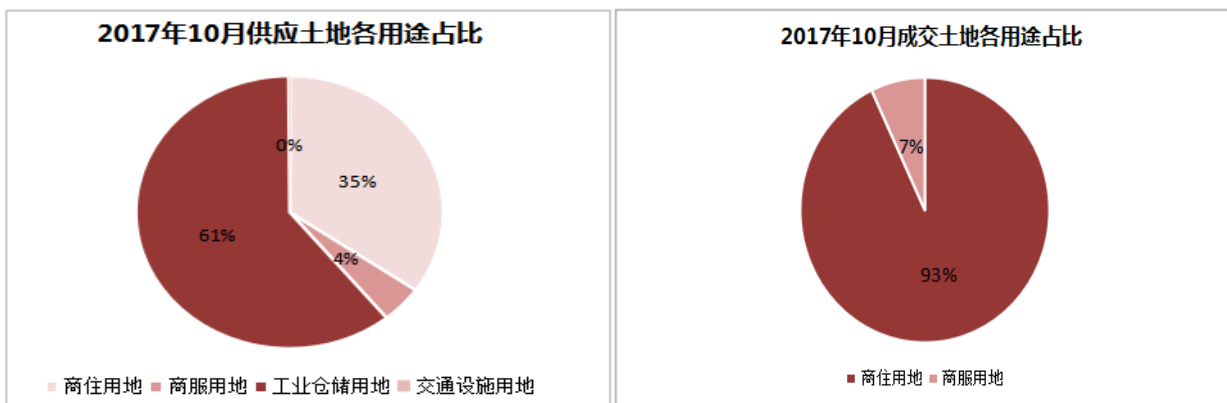 2017年10月供应土地各用途占比
0%
35%
61%
4%
商住用地 商服用地 工业仓储用地 交通设施用地
2017年10月成交土地各用途占比
7%
93%
商住用地 商服用地